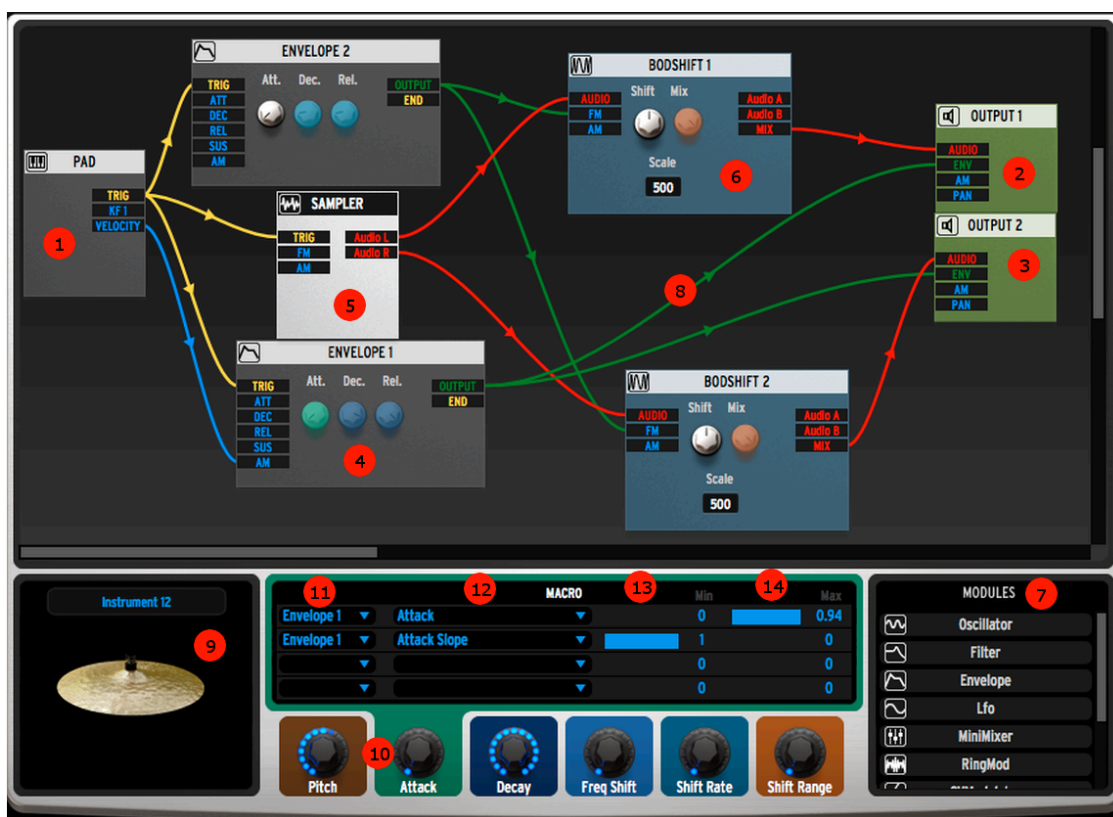 ENVELOPE 2
TRIG Att. Dec. Rel. OUTPUT
ATT END
DEC
REL
SUS
AM
BODSHIFT 1
AUDIO Shift Mix Audio A
FM Audio B
AM MIX
Scale
500
6
OUTPUT 1
AUDIO
ENV
AM
PAN
2
PAD
TRIG
KF 1
VELOCITY
1
SAMPLER
TRIG Audio L
FM Audio R
AM
5
OUTPUT 2
AUDIO
ENV
AM
PAN
3
8
ENVELOPE 1
TRIG Att. Dec. Rel. OUTPUT
ATT END
DEC
REL
SUS
AM
4
BODSHIFT 2
AUDIO Shift Mix Audio A
FM Audio B
AM MIX
Scale
500
Instrument 12
9
11 12 MACRO 13 Min 14 Max
Envelope 1 Attack 0 0.94
Envelope 1 Attack Slope 1 0
0 0
0 0
10
Pitch Attack Decay Freq Shift Shift Rate Shift Range
MODULES 7
Oscillator
Filter
Envelope
Lfo
MiniMixer
RingMod